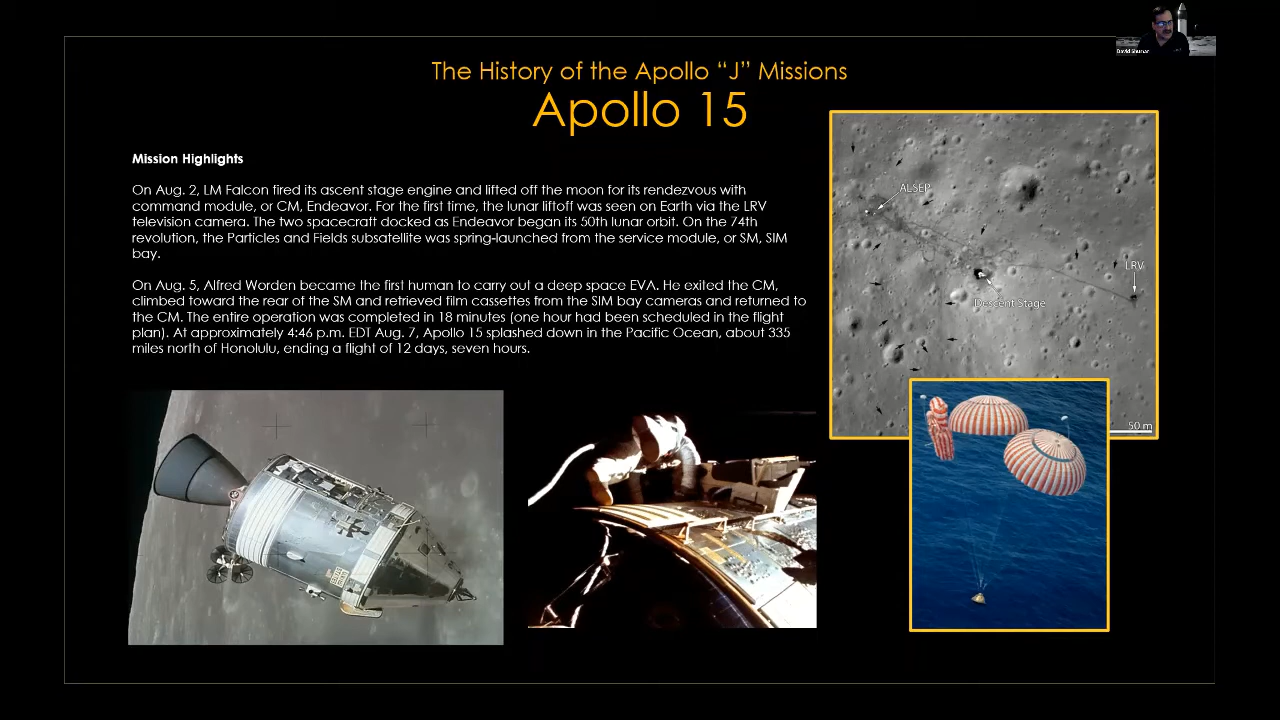 David Shuman
The History of the Apollo “J” Missions
Apollo 15
Mission Highlights
On Aug. 2, LM Falcon fired its ascent stage engine and lifted off the moon for its rendezvous with
command module, or CM, Endeavor. For the first time, the lunar liftoff was seen on Earth via the LRV
television camera. The two spacecraft docked as Endeavor began its 50th lunar orbit. On the 74th
revolution, the Particles and Fields subsatellite was spring-launched from the service module, or SM, SIM
bay.
On Aug. 5, Alfred Worden became the first human to carry out a deep space EVA. He exited the CM,
climbed toward the rear of the SM and retrieved film cassettes from the SIM bay cameras and returned to
the CM. The entire operation was completed in 18 minutes (one hour had been scheduled in the flight
plan). At approximately 4:46 p.m. EDT Aug. 7, Apollo 15 splashed down in the Pacific Ocean, about 335
miles north of Honolulu, ending a flight of 12 days, seven hours.
ALSEP
LRV
Descent Stage
50 m